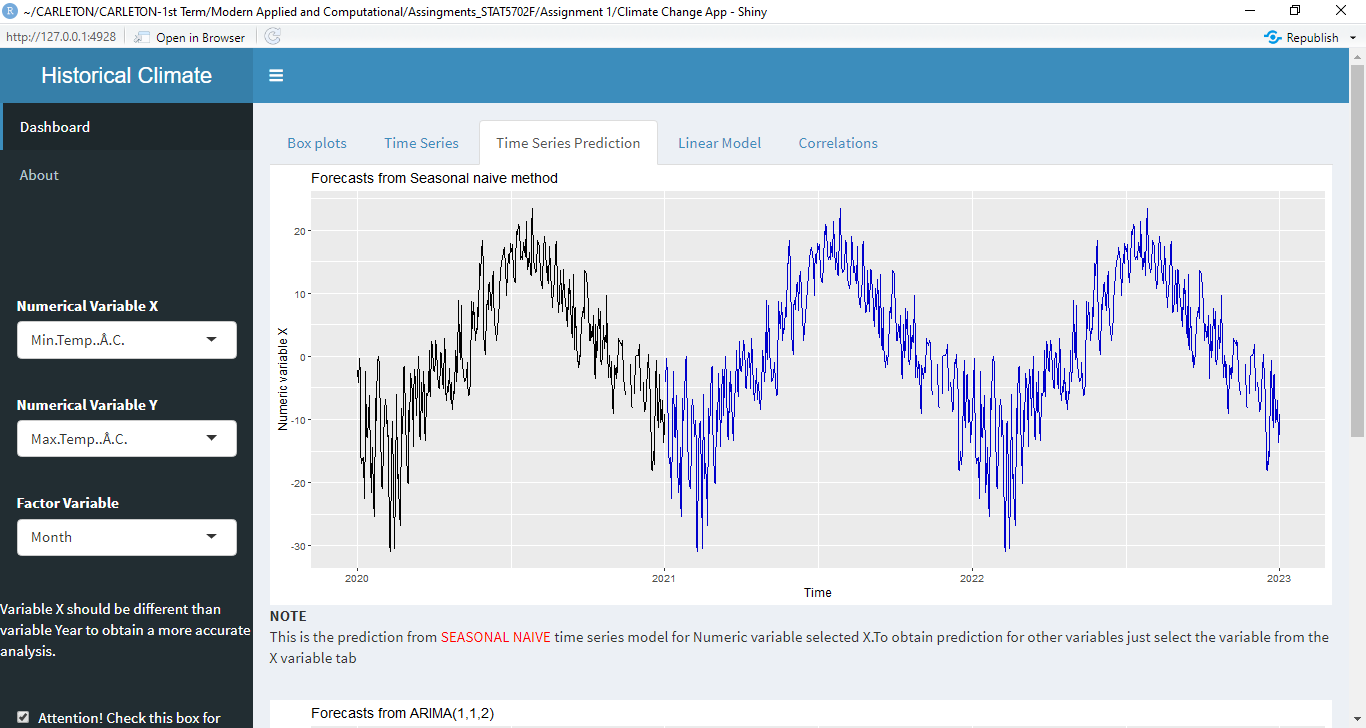 ~/CARLETON/CARLETON-1st Term/Modern Applied and Computational/Assingments_STAT5702F/Assignment 1/Climate Change App - Shiny
http://127.0.0.1:4928
Open in Browser
Republish
Historical Climate
Dashboard
About
Numerical Variable X
Min.Temp..Â.C.
Numerical Variable Y
Max.Temp..Â.C.
Factor Variable
Month
Variable X should be different than
variable Year to obtain a more accurate
analysis.
Attention! Check this box for
Box plots
Time Series
Time Series Prediction
Linear Model
Correlations
Forecasts from Seasonal naive method
Numeric variable X
20
10
0
-10
-20
-30
2020
2021
2022
2023
Time
NOTE
This is the prediction from SEASONAL NAIVE time series model for Numeric variable selected X.To obtain prediction for other variables just select the variable from the
X variable tab
Forecasts from ARIMA(1,1,2)